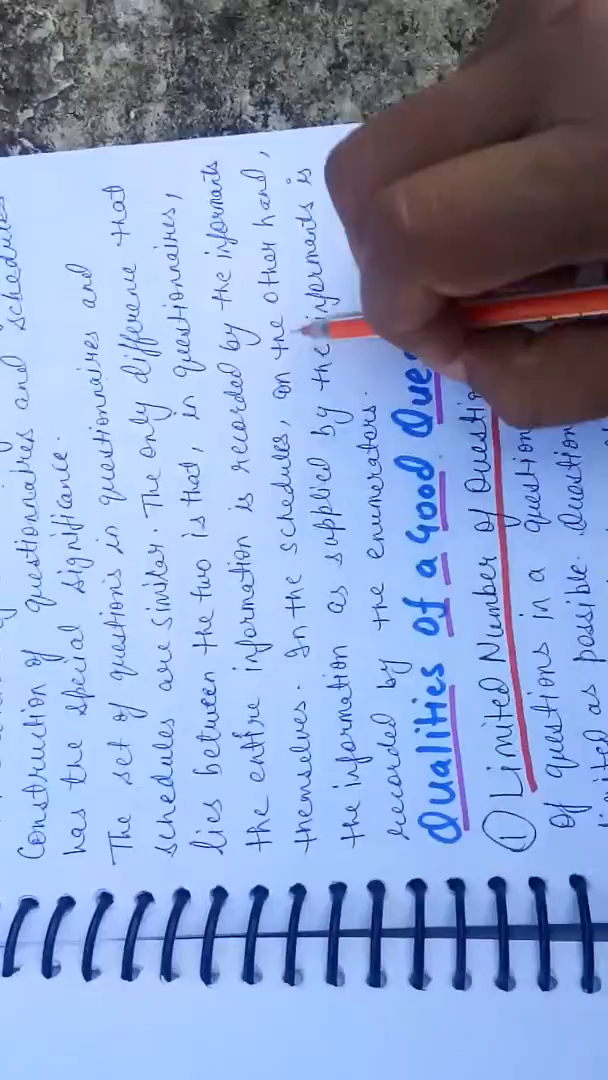 Construction of questionnaires and schedules
has the special significance.
The set of questions in questionnaires and
schedules are similar. The only difference that
lies between the two is that, in questionnaires,
the entire information is recorded by the informants
themselves. In the schedules, on the other hand,
the information as supplied by the informants is
recorded by the enumerators.
Qualities of a Good
① Limited Number of
of questions in a question
limited as possible. Question